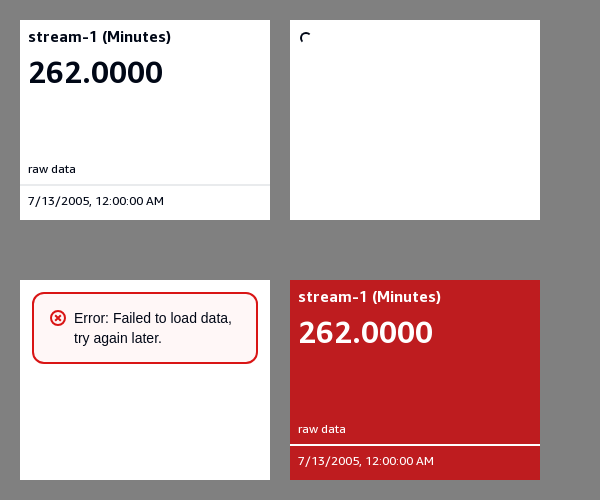 stream-1 (Minutes)
262.0000
raw data
7/13/2005, 12:00:00 AM
Error: Failed to load data,
try again later.
stream-1 (Minutes)
262.0000
raw data
7/13/2005, 12:00:00 AM